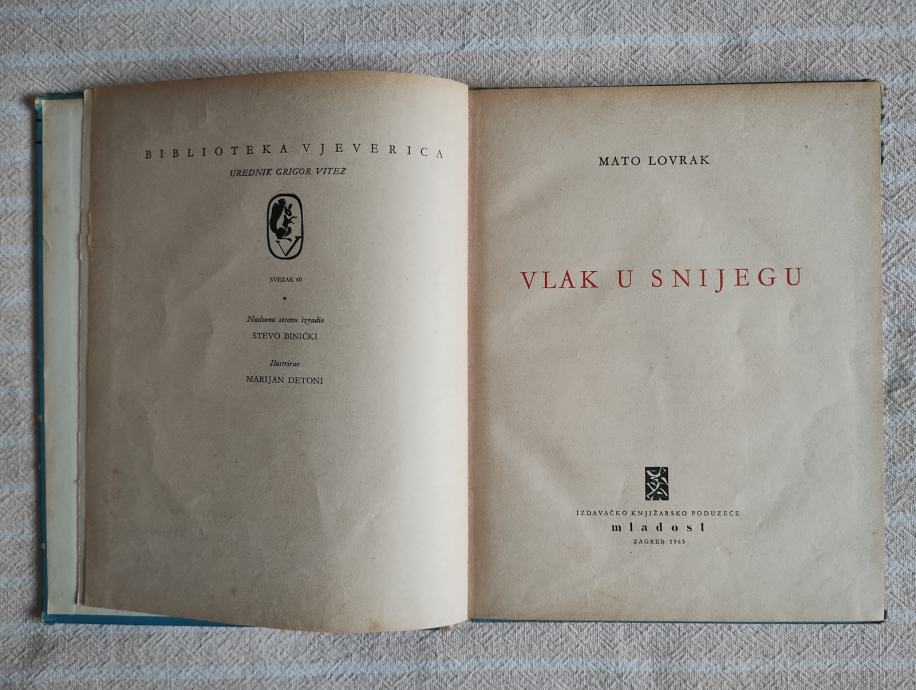 BIBLIOTEKA VJEVERICA
UREDNIK GRIGOR VITEZ
V
SVEZAK 60
Naslovnu stranu izradio
STEVO BINIČKI
Ilustrirao
MARIJAN DETONI
MATO LOVRAK
VLAK U SNIJEGU
IZDAVAČKO KNJIŽARSKO PODUZEĆE
mladost
ZAGREB 1963